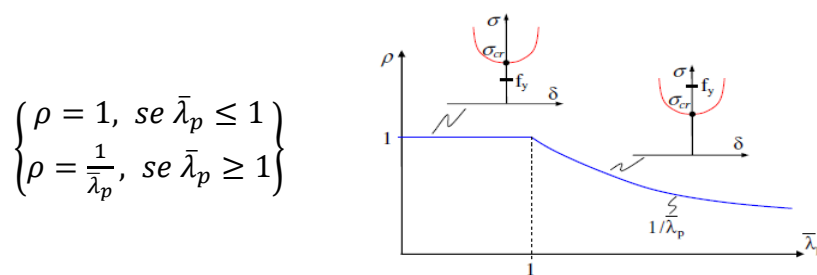 ρ = 1, se λ̄ₚ ≤ 1
ρ = 1/λ̄ₚ, se λ̄ₚ ≥ 1
ρ
1
σ
σcr
fy
δ
σ
fy
σcr
δ
1/λ̄p
1
λ̄